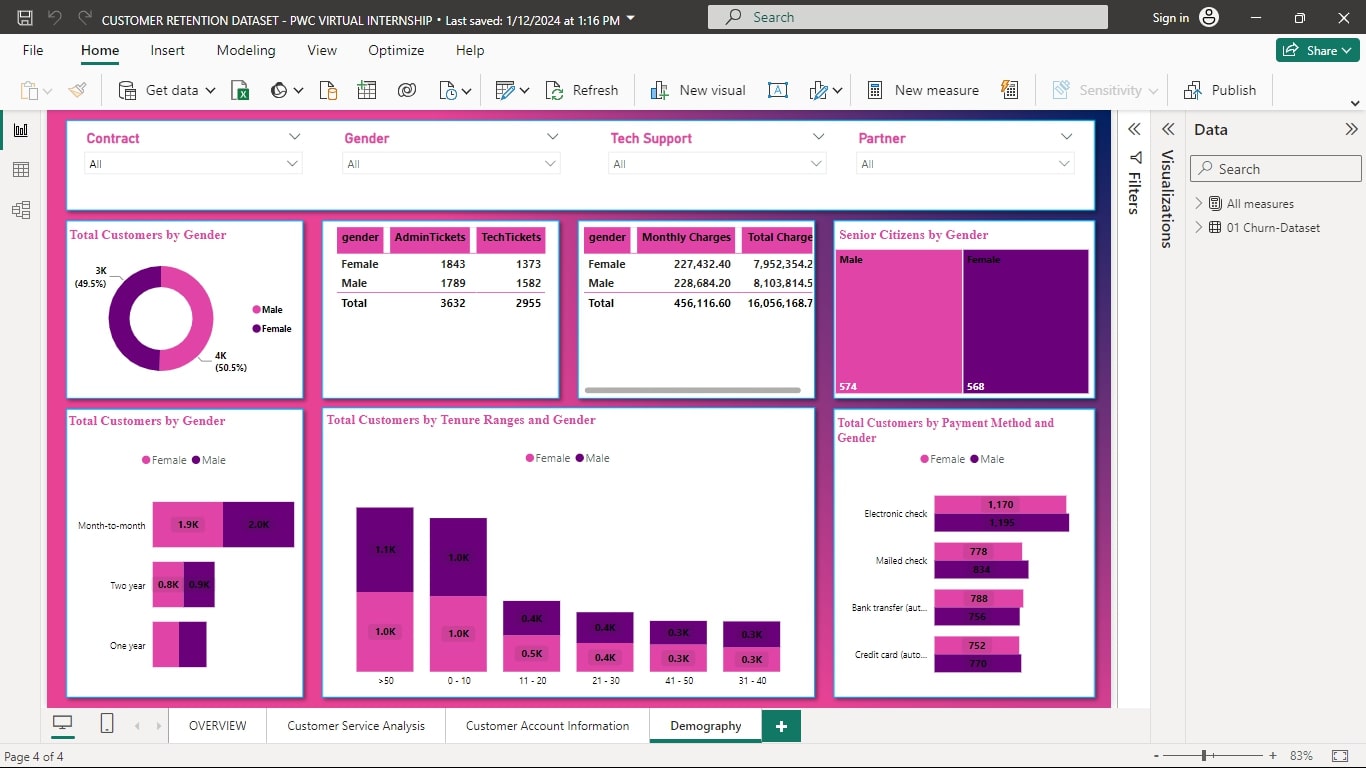 CUSTOMER RETENTION DATASET - PWC VIRTUAL INTERNSHIP • Last saved: 1/12/2024 at 1:16 PM
Search
Sign in
File Home Insert Modeling View Optimize Help
Share
Get data
Refresh
New visual
New measure
Sensitivity
Publish
Contract Gender Tech Support Partner
All All All All
Filters
Visualizations
Data
Search
All measures
01 Churn-Dataset
Total Customers by Gender
3K
(49.5%)
4K
(50.5%)
Male
Female
gender AdminTickets TechTickets
Female 1843 1373
Male 1789 1582
Total 3632 2955
gender Monthly Charges Total Charge
Female 227,432.40 7,952,354.2
Male 228,684.20 8,103,814.5
Total 456,116.60 16,056,168.7
Senior Citizens by Gender
Male Female
574 568
Total Customers by Gender
Female Male
Month-to-month 1.9K 2.0K
Two year 0.8K 0.9K
One year
Total Customers by Tenure Ranges and Gender
Female Male
1.1K 1.0K 0.4K 0.4K 0.3K 0.3K
1.0K 1.0K 0.5K 0.4K 0.3K 0.3K
>50 0 - 10 11 - 20 21 - 30 41 - 50 31 - 40
Total Customers by Payment Method and
Gender
Female Male
Electronic check 1,170
1,195
Mailed check 778
834
Bank transfer (aut... 788
756
Credit card (auto... 752
770
OVERVIEW Customer Service Analysis Customer Account Information Demography +
Page 4 of 4
- + 83%